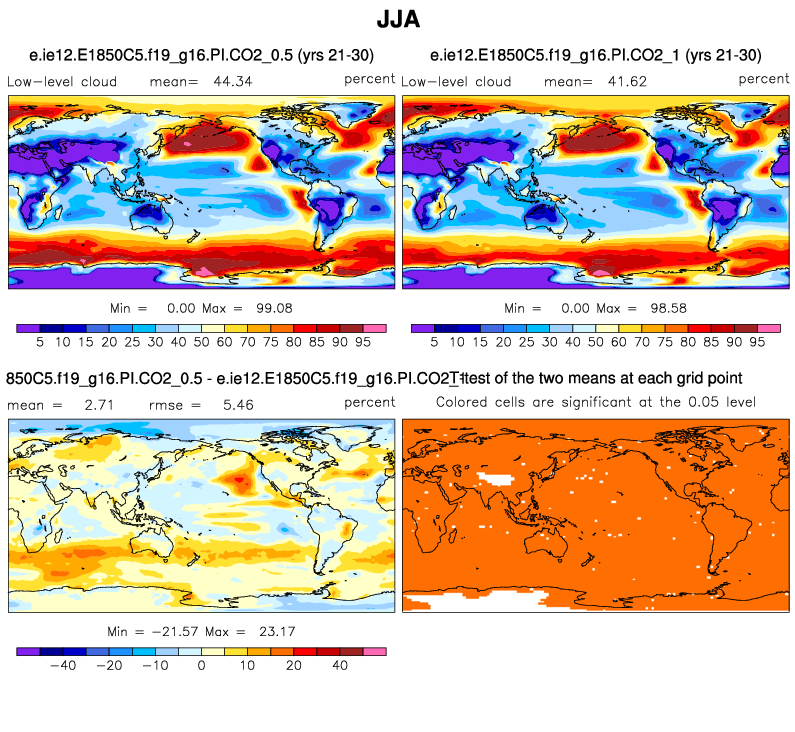 JJA
e.ie12.E1850C5.f19_g16.PI.CO2_0.5 (yrs 21-30)
e.ie12.E1850C5.f19_g16.PI.CO2_1 (yrs 21-30)
Low-level cloud mean= 44.34 percent
Low-level cloud mean= 41.62 percent
Min = 0.00 Max = 99.08
Min = 0.00 Max = 98.58
5 10 15 20 25 30 40 50 60 70 75 80 85 90 95
5 10 15 20 25 30 40 50 60 70 75 80 85 90 95
850C5.f19_g16.PI.CO2_0.5 - e.ie12.E1850C5.f19_g16.PI.CO2_1
T-test of the two means at each grid point
mean = 2.71 rmse = 5.46 percent
Colored cells are significant at the 0.05 level
Min = −21.57 Max = 23.17
−40 −20 −10 0 10 20 40